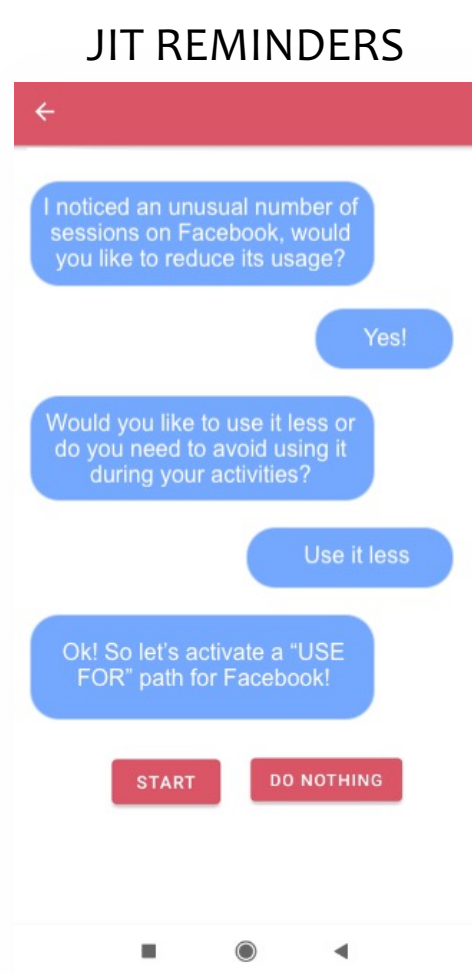 JIT REMINDERS
I noticed an unusual number of
sessions on Facebook, would
you like to reduce its usage?
Yes!
Would you like to use it less or
do you need to avoid using it
during your activities?
Use it less
Ok! So let’s activate a “USE
FOR” path for Facebook!
START
DO NOTHING